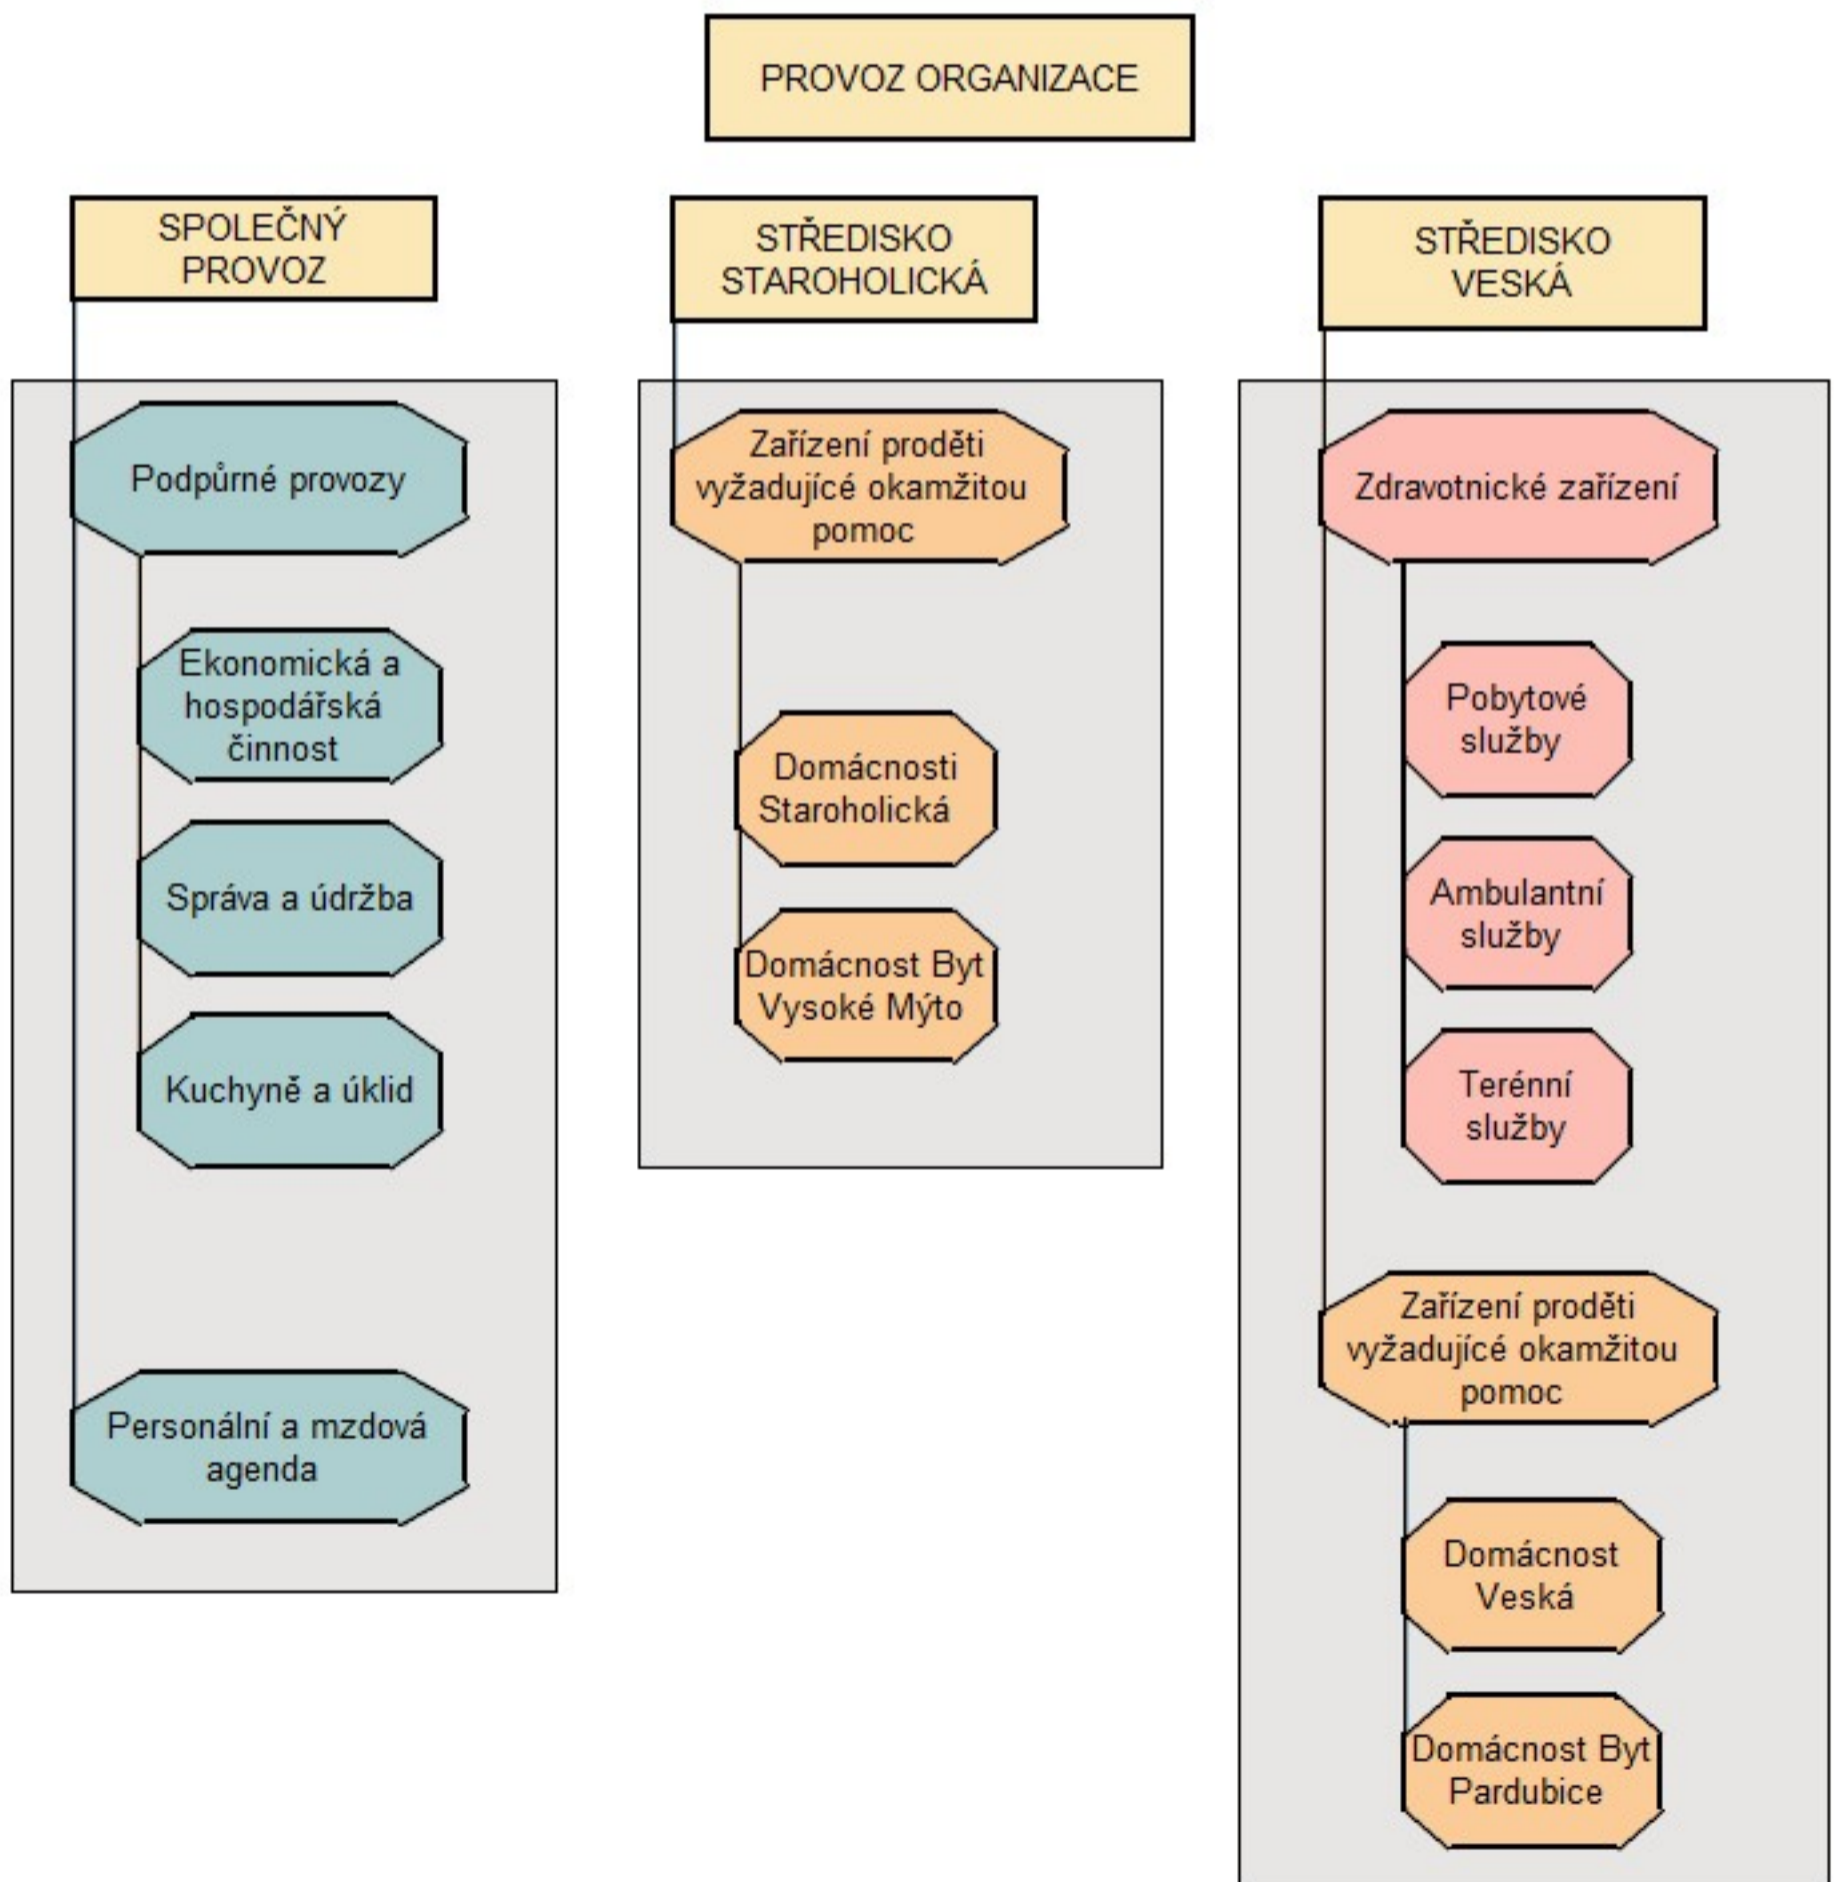 PROVOZ ORGANIZACE
SPOLEČNÝ
PROVOZ
Podpůrné provozy
Ekonomická a
hospodářská
činnost
Správa a údržba
Kuchyně a úklid
Personální a mzdová
agenda
STŘEDISKO
STAROHOLICKÁ
Zařízení proděti
vyžadujícé okamžitou
pomoc
Domácnosti
Staroholická
Domácnost Byt
Vysoké Mýto
STŘEDISKO
VESKÁ
Zdravotnické zařízení
Pobytové
služby
Ambulantní
služby
Terénní
služby
Zařízení proděti
vyžadujícé okamžitou
pomoc
Domácnost
Veská
Domácnost Byt
Pardubice